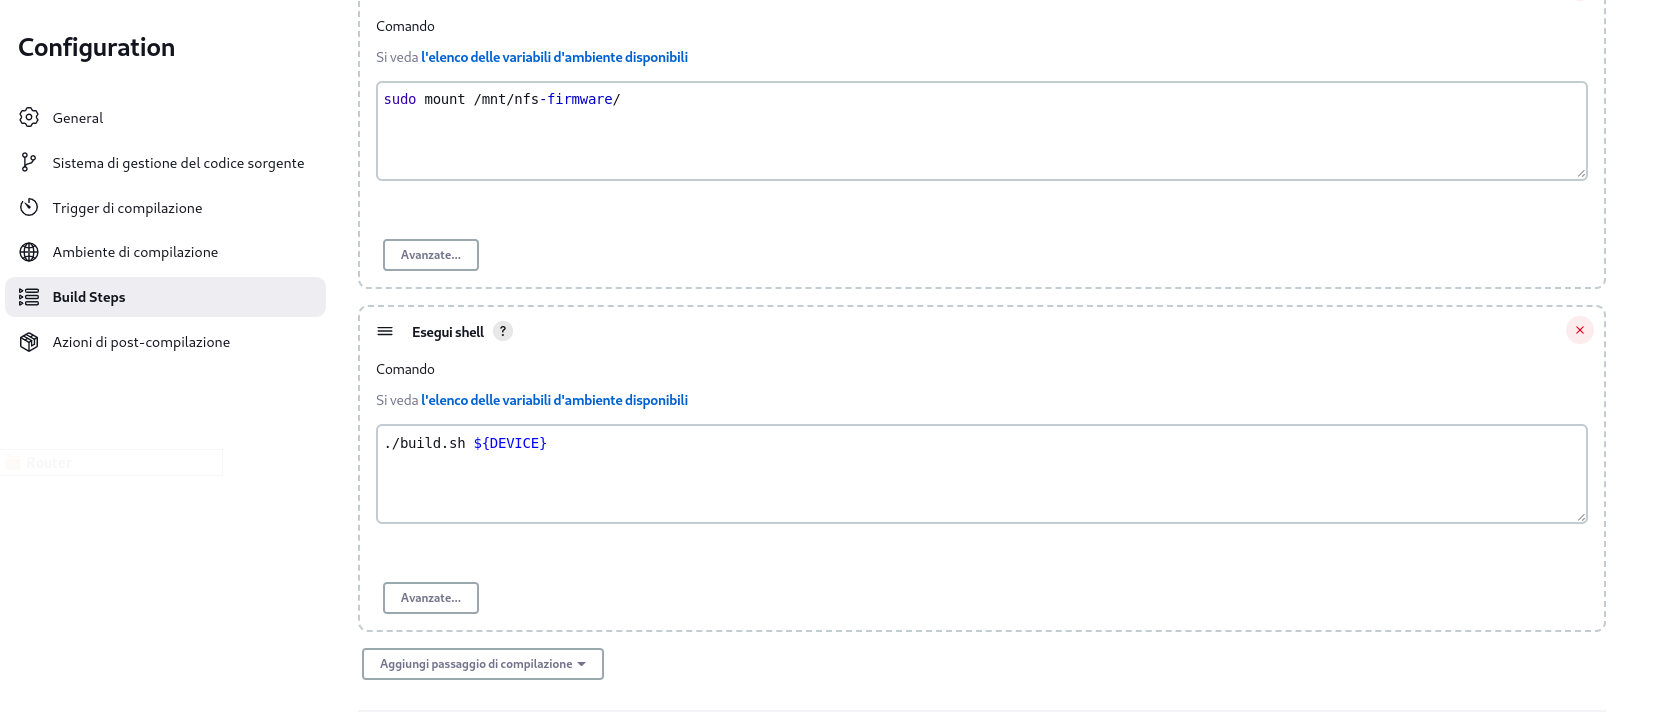 Configuration
General
Sistema di gestione del codice sorgente
Trigger di compilazione
Ambiente di compilazione
Build Steps
Azioni di post-compilazione
Router
Comando
Si veda l'elenco delle variabili d'ambiente disponibili
sudo mount /mnt/nfs-firmware/
Avanzate...
Esegui shell ?
Comando
Si veda l'elenco delle variabili d'ambiente disponibili
./build.sh ${DEVICE}
Avanzate...
Aggiungi passaggio di compilazione